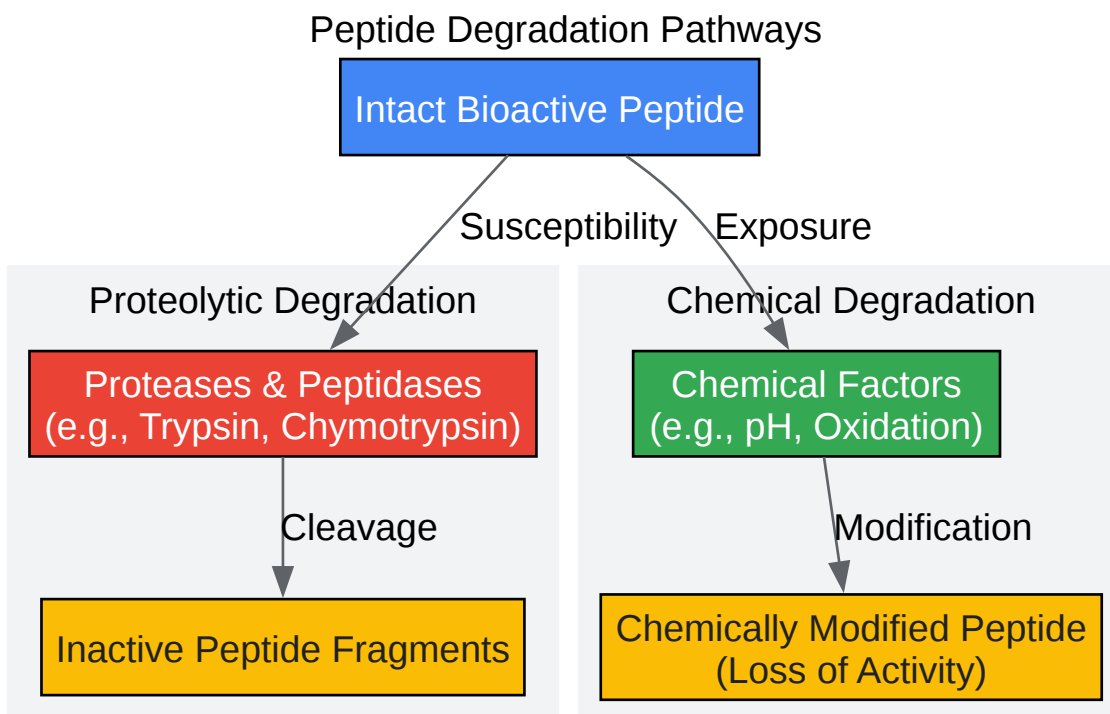 Peptide Degradation Pathways
Intact Bioactive Peptide
Susceptibility
Exposure
Proteolytic Degradation
Proteases & Peptidases
(e.g., Trypsin, Chymotrypsin)
Cleavage
Inactive Peptide Fragments
Chemical Degradation
Chemical Factors
(e.g., pH, Oxidation)
Modification
Chemically Modified Peptide
(Loss of Activity)